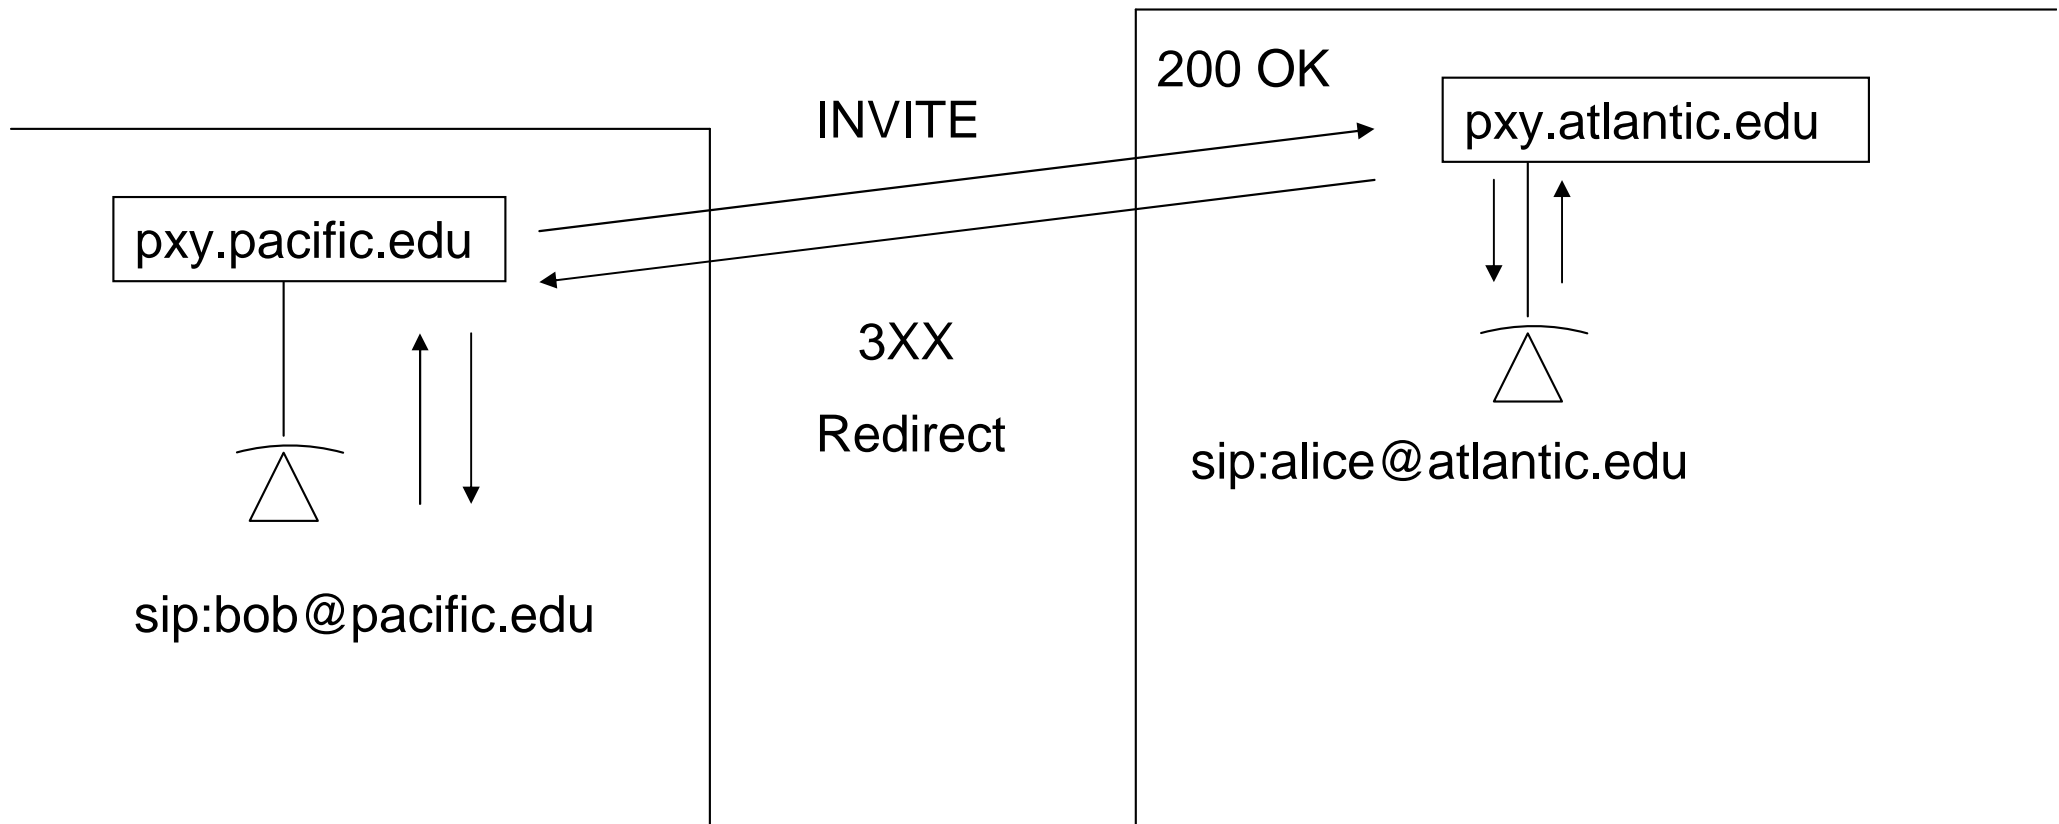 200 OK
INVITE
pxy.atlantic.edu
pxy.pacific.edu
3XX
Redirect
sip:alice@atlantic.edu
sip:bob@pacific.edu